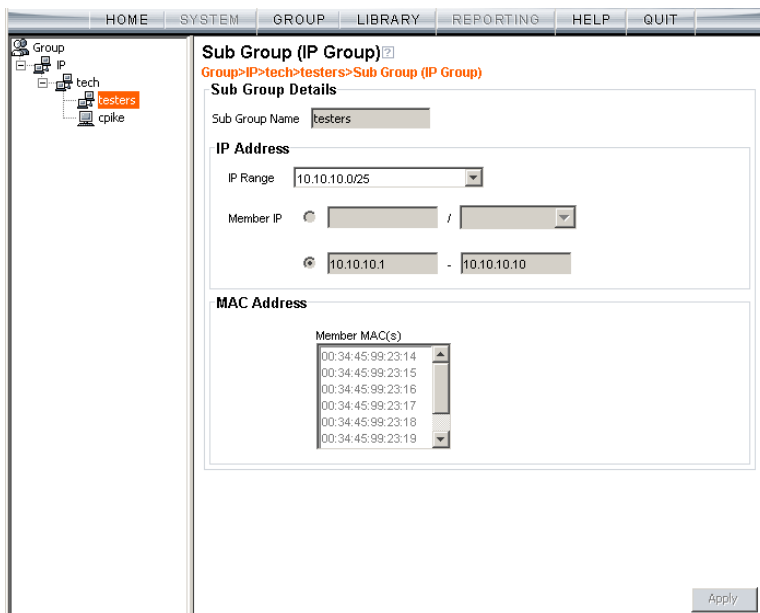 HOME SYSTEM GROUP LIBRARY REPORTING HELP QUIT
Group
IP
tech
testers
cpike
Sub Group (IP Group)?
Group>IP>tech>testers>Sub Group (IP Group)
Sub Group Details
Sub Group Name testers
IP Address
IP Range 10.10.10.0/25
Member IP /
10.10.10.1 - 10.10.10.10
MAC Address
Member MAC(s)
00:34:45:99:23:14
00:34:45:99:23:15
00:34:45:99:23:16
00:34:45:99:23:17
00:34:45:99:23:18
00:34:45:99:23:19
Apply